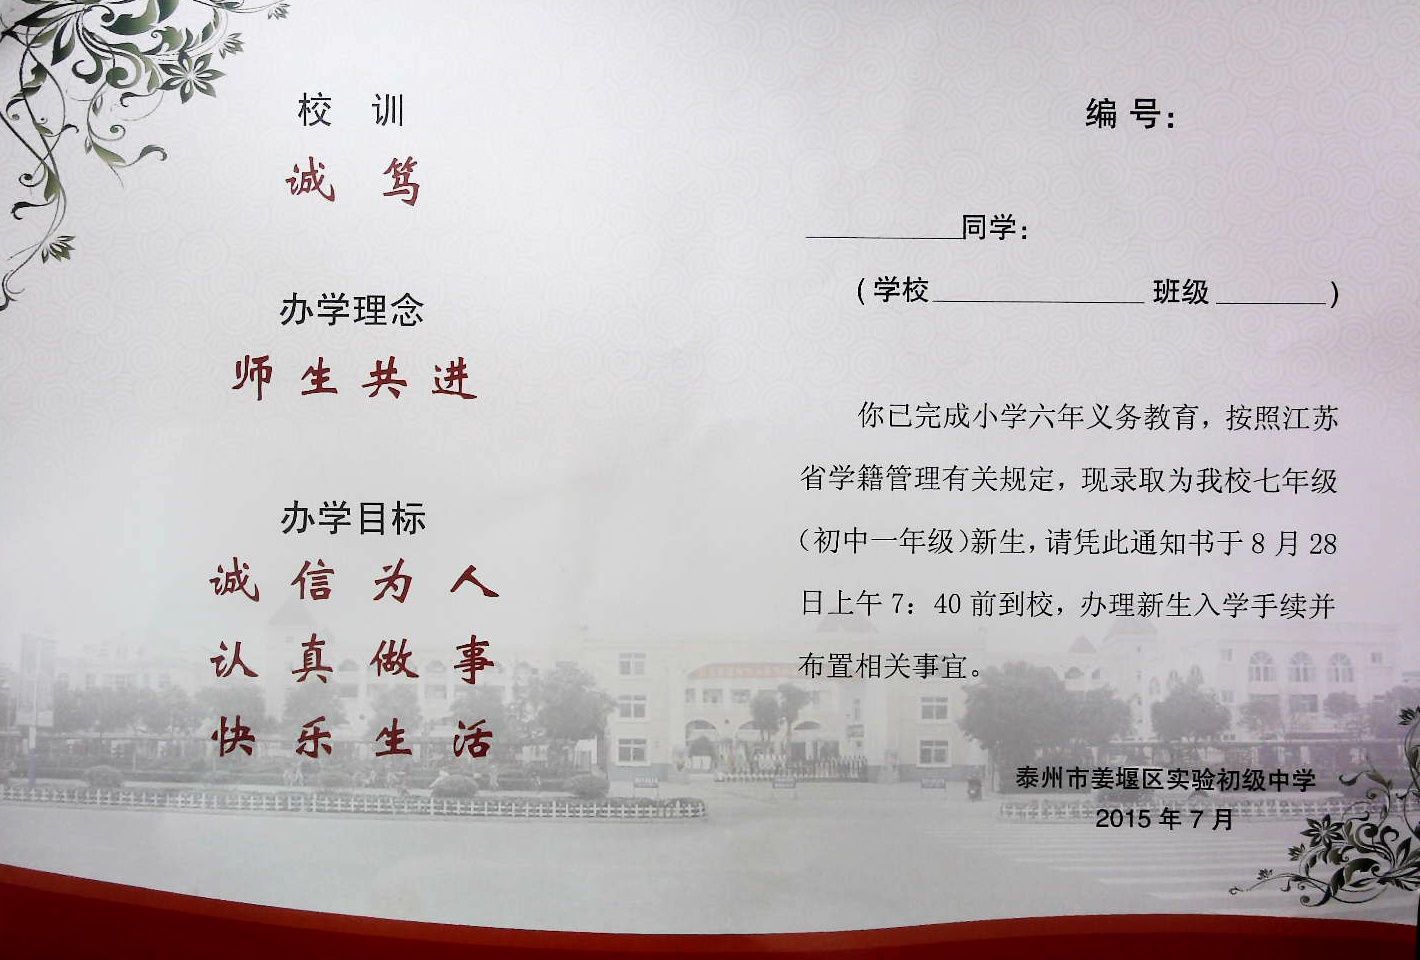 校 训
诚 笃
办学理念
师 生 共 进
办学目标
诚 信 为 人
认 真 做 事
快 乐 生 活
编 号:
________同学:
(学校______________ 班级_______)
你已完成小学六年义务教育，按照江苏
省学籍管理有关规定，现录取为我校七年级
（初中一年级）新生，请凭此通知书于 8 月 28
日上午 7：40 前到校，办理新生入学手续并
布置相关事宜。
泰州市姜堰区实验初级中学
2015 年 7 月